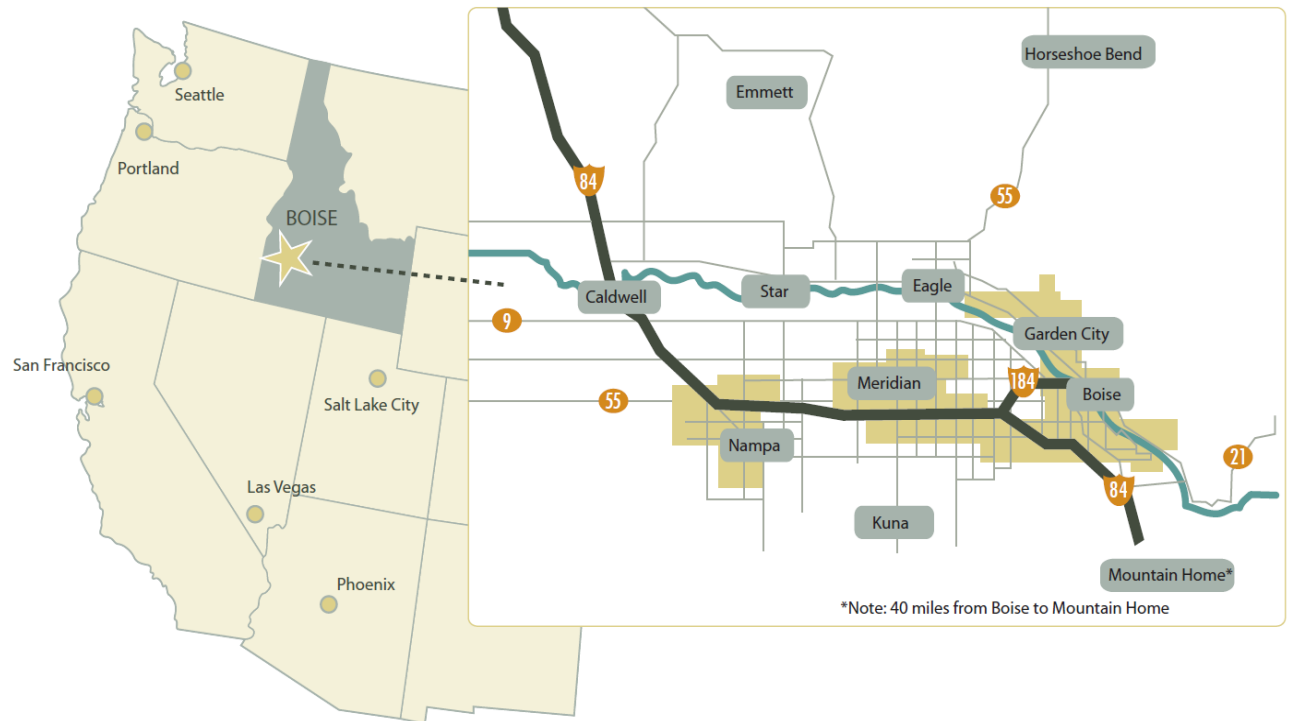 Seattle
Portland
BOISE
San Francisco
Salt Lake City
Las Vegas
Phoenix
Horseshoe Bend
Emmett
84
55
Caldwell
Star
Eagle
9
Garden City
Meridian
184
Boise
55
Nampa
21
84
Kuna
Mountain Home*
*Note: 40 miles from Boise to Mountain Home